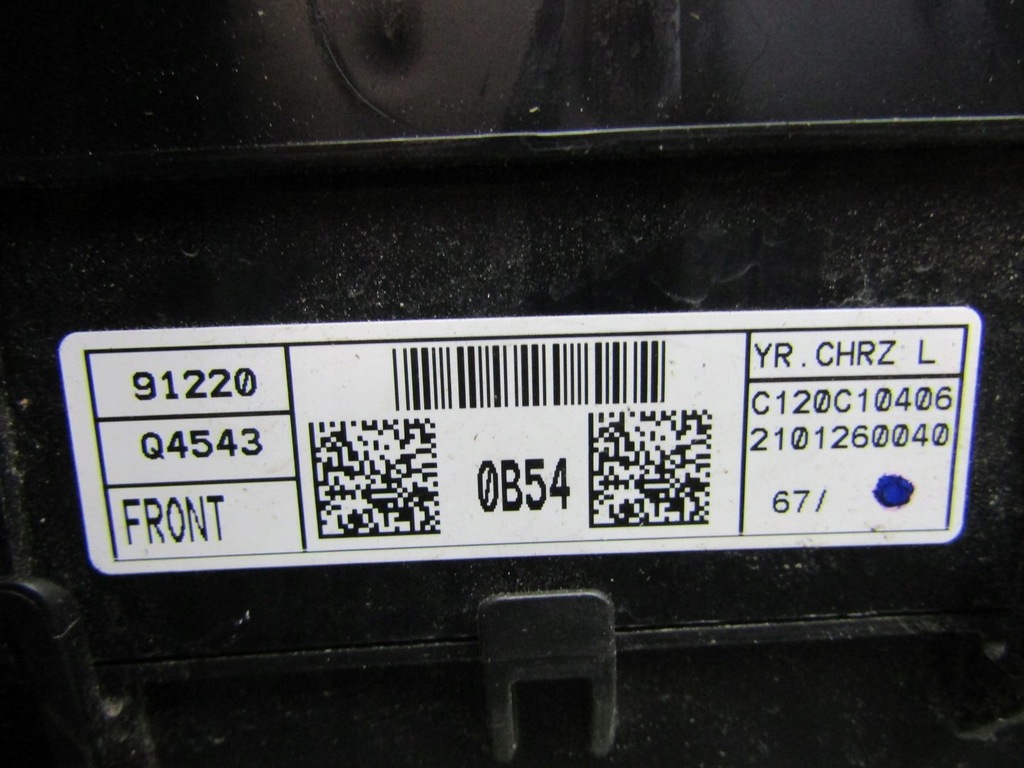 91220
Q4543
FRONT
0B54
YR.CHRZ L
C120C10406
2101260040
67/